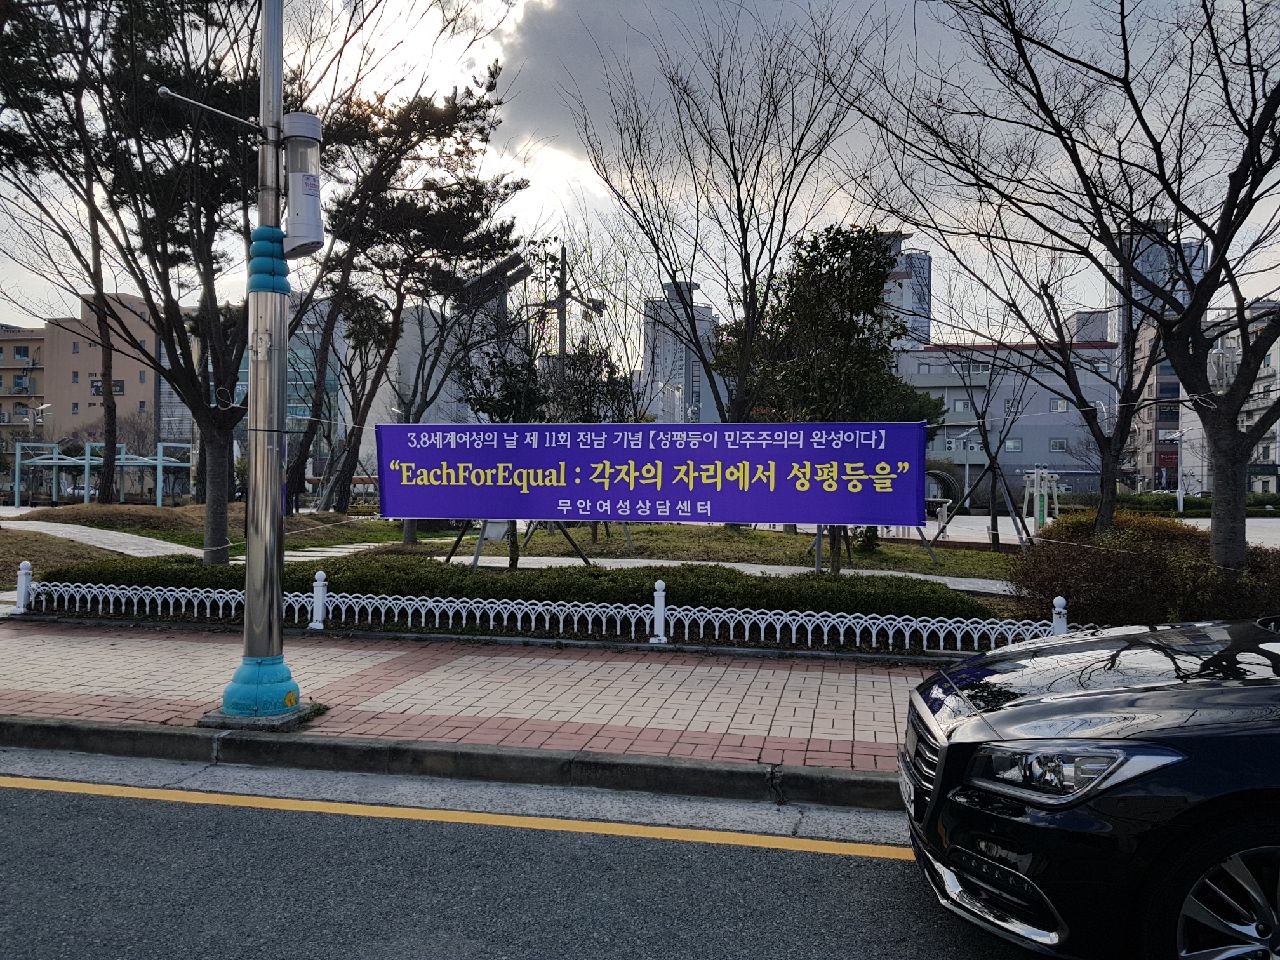 3.8세계여성의 날 제 11회 전남 기념【성평등이 민주주의의 완성이다】
“EachForEqual : 각자의 자리에서 성평등을”
무안여성상담센터